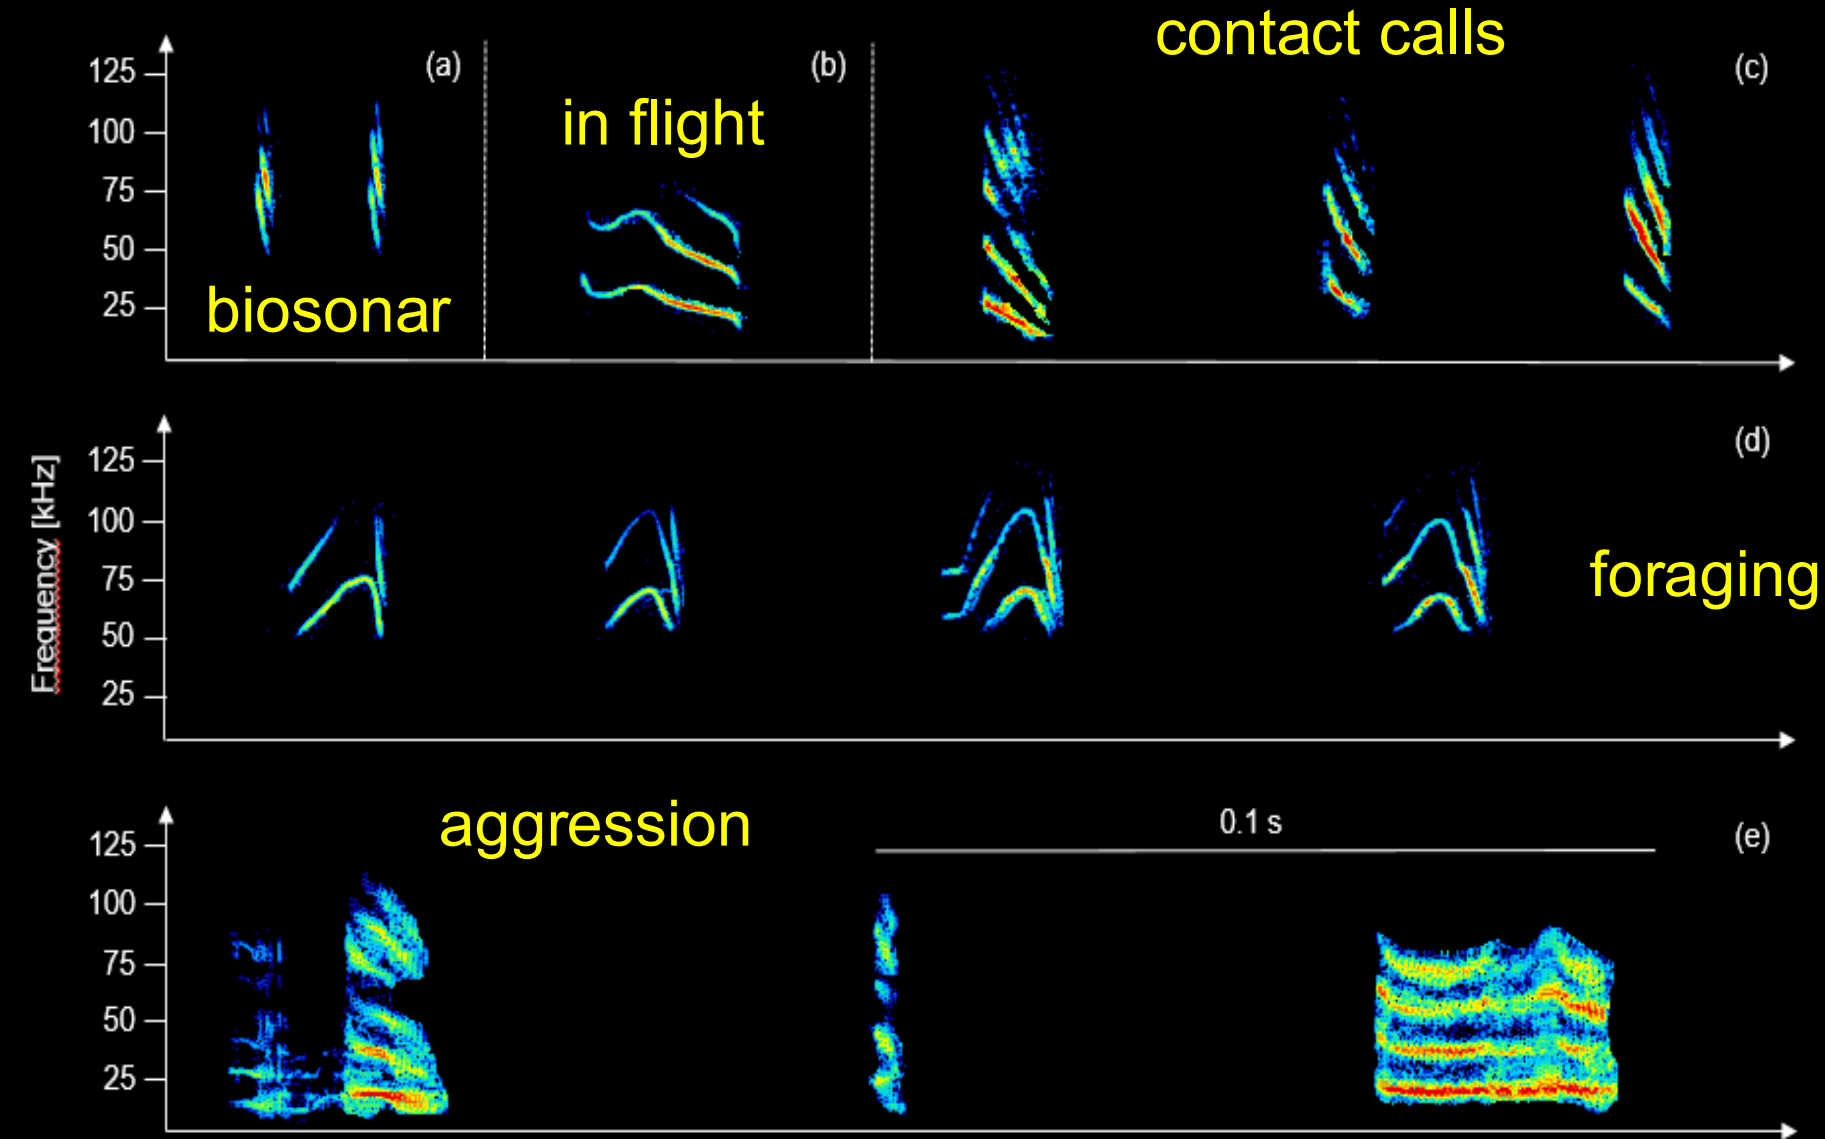 contact calls
125
(a)
(b)
(c)
100
in flight
75
50
biosonar
25
Frequency [kHz]
125
(d)
100
75
foraging
50
25
aggression
0.1 s
125
(e)
100
75
50
25